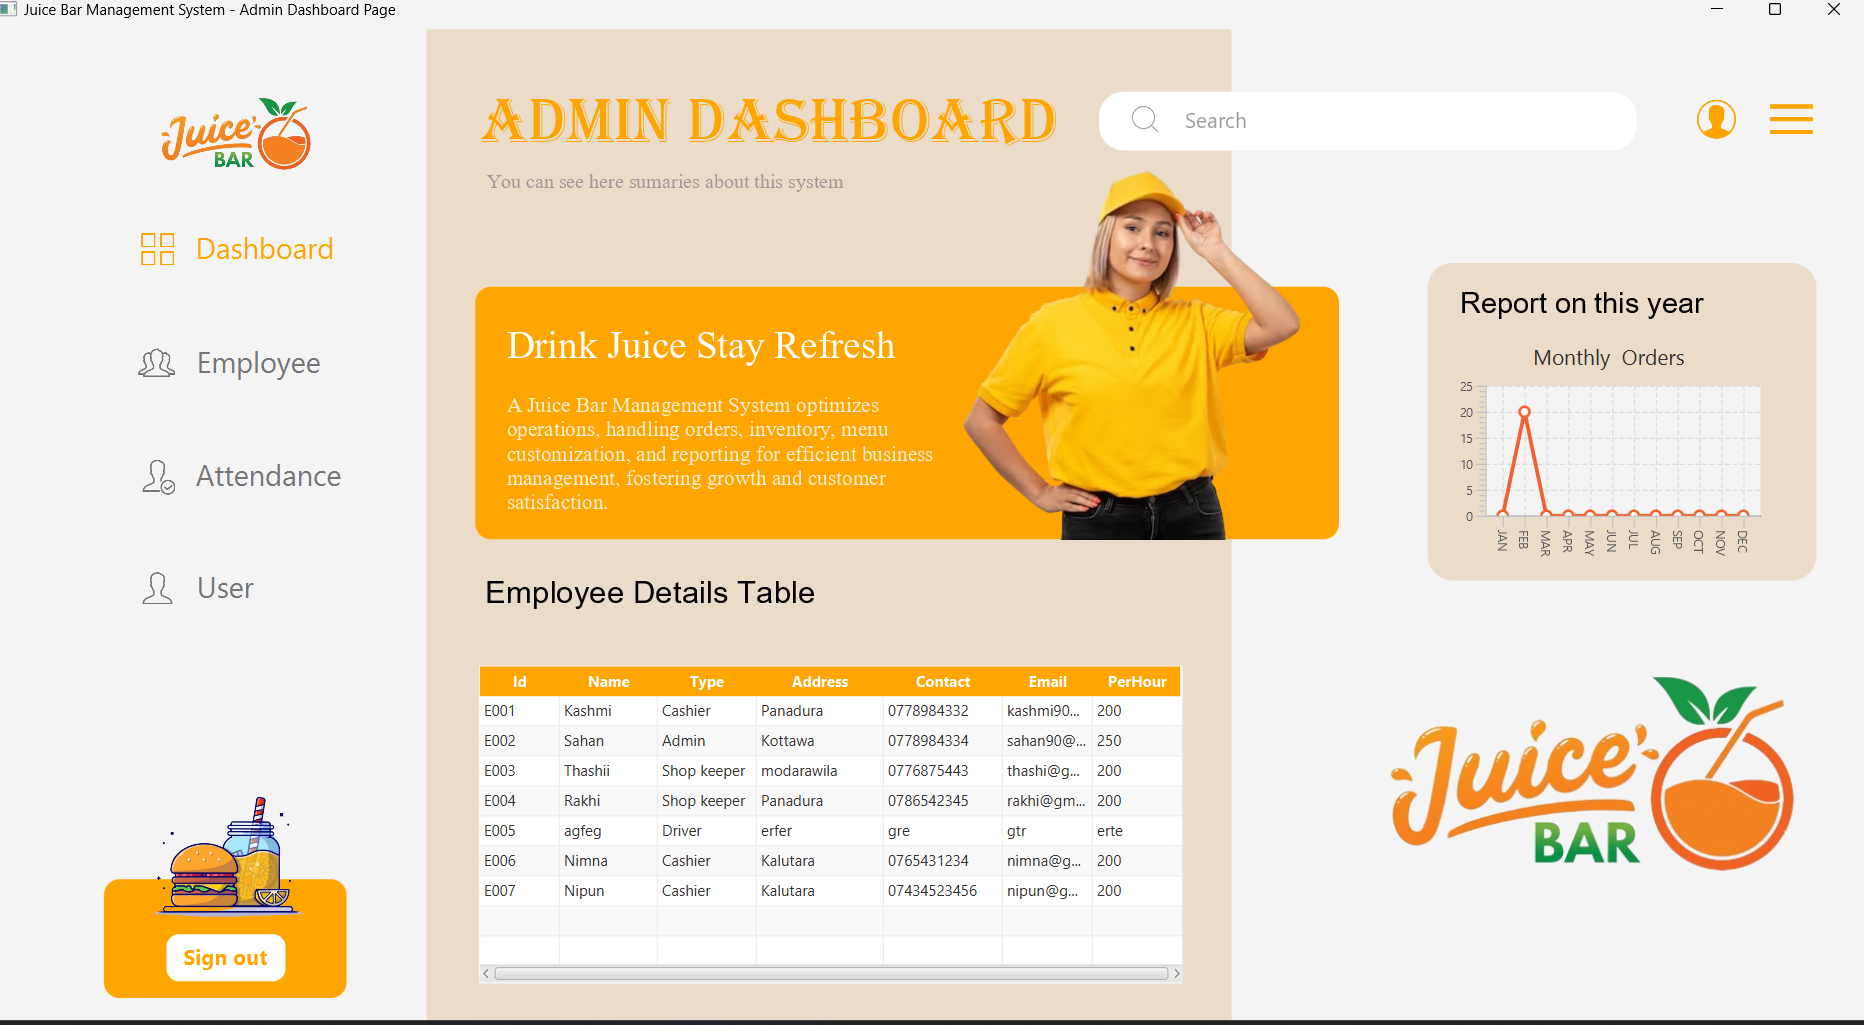 Juice Bar Management System - Admin Dashboard Page
Juice
BAR
ADMIN DASHBOARD
Search
You can see here sumaries about this system
Dashboard
Employee
Attendance
User
Sign out
Drink Juice Stay Refresh
A Juice Bar Management System optimizes
operations, handling orders, inventory, menu
customization, and reporting for efficient business
management, fostering growth and customer
satisfaction.
Report on this year
Monthly Orders
25
20
15
10
5
0
JAN FEB MAR APR MAY JUN JUL AUG SEP OCT NOV DEC
Employee Details Table
Id Name Type Address Contact Email PerHour
E001 Kashmi Cashier Panadura 0778984332 kashmi90... 200
E002 Sahan Admin Kottawa 0778984334 sahan90@... 250
E003 Thashii Shop keeper modarawila 0776875443 thashi@g... 200
E004 Rakhi Shop keeper Panadura 0786542345 rakhi@gm... 200
E005 agfeg Driver erfer gre gtr erte
E006 Nimna Cashier Kalutara 0765431234 nimna@g... 200
E007 Nipun Cashier Kalutara 07434523456 nipun@g... 200
Juice
BAR